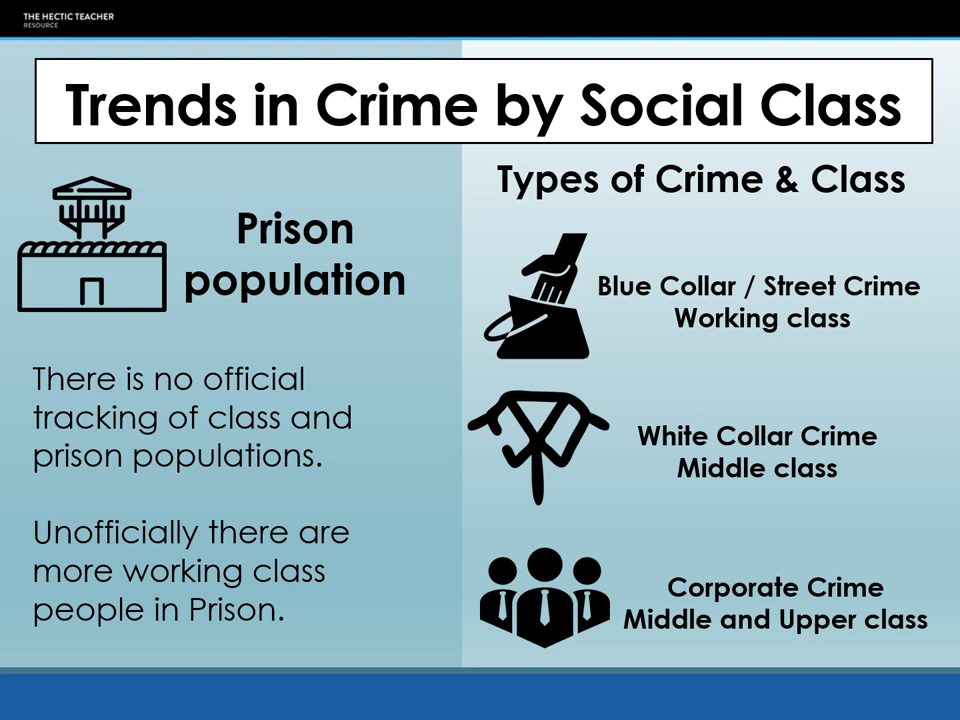 THE HECTIC TEACHER
RESOURCE
Trends in Crime by Social Class
Prison
population
There is no official
tracking of class and
prison populations.
Unofficially there are
more working class
people in Prison.
Types of Crime & Class
Blue Collar / Street Crime
Working class
White Collar Crime
Middle class
Corporate Crime
Middle and Upper class